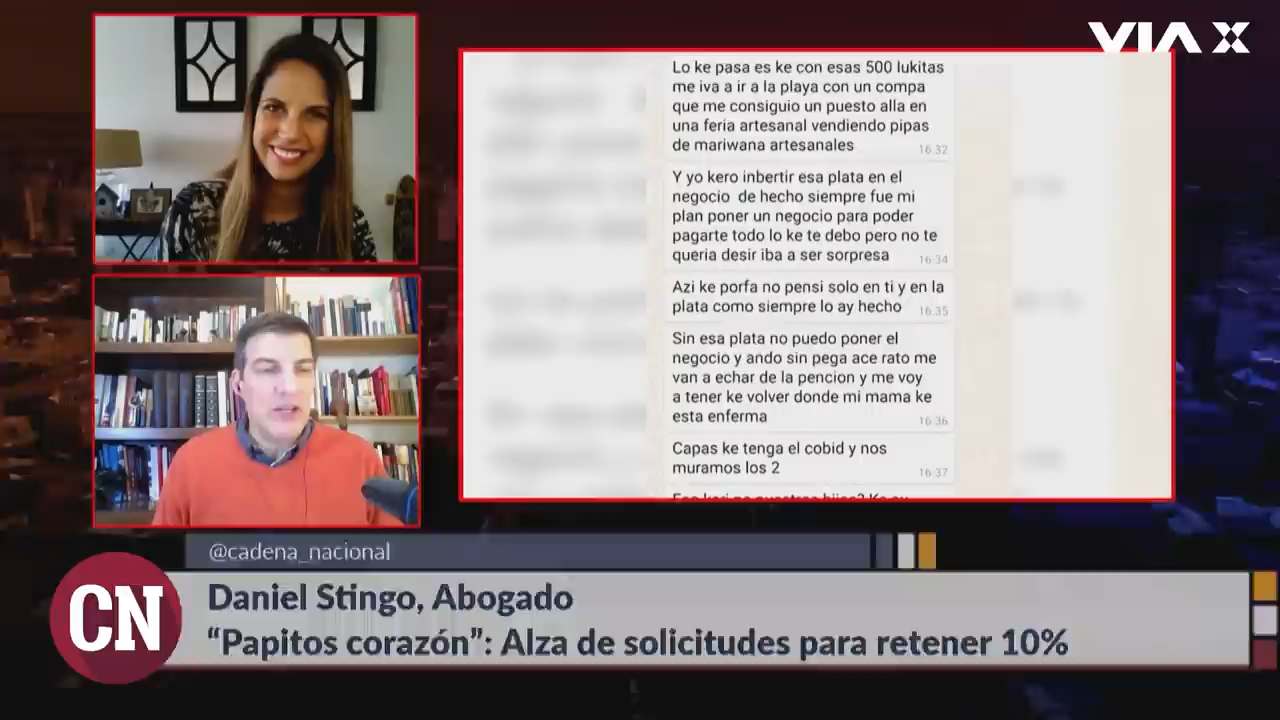 VIA X
Lo ke pasa es ke con esas 500 lukitas
me iva a ir a la playa con un compa
que me consiguio un puesto alla en
una feria artesanal vendiendo pipas
de mariwana artesanales
16:32
Y yo kero inbertir esa plata en el
negocio de hecho siempre fue mi
plan poner un negocio para poder
pagarte todo lo ke te debo pero no te
queria desir iba a ser sorpresa
16:34
Azi ke porfa no pensi solo en ti y en la
plata como siempre lo ay hecho
16:35
Sin esa plata no puedo poner el
negocio y ando sin pega ace rato me
van a echar de la pencion y me voy
a tener ke volver donde mi mama ke
esta enferma
16:36
Capas ke tenga el cobid y nos
muramos los 2
16:37
@cadena_nacional
CN
Daniel Stingo, Abogado
“Papitos corazón”: Alza de solicitudes para retener 10%